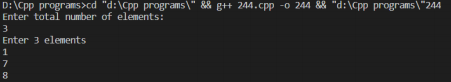 D:\Cpp programs>cd "d:\Cpp programs\" && g++ 244.cpp -o 244 && "d:\Cpp programs\"244
Enter total number of elements:
3
Enter 3 elements
1
7
8